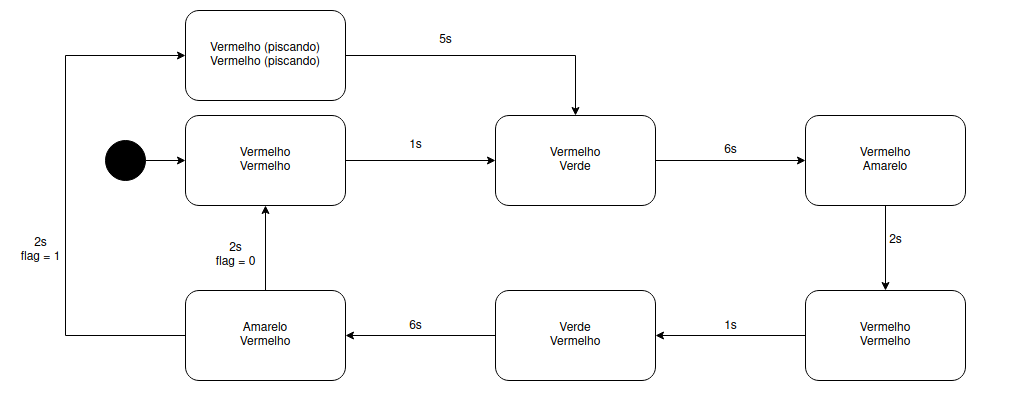 Vermelho (piscando)
Vermelho (piscando)
5s
Vermelho
Vermelho
1s
Vermelho
Verde
6s
Vermelho
Amarelo
2s
flag = 1
2s
flag = 0
2s
Amarelo
Vermelho
6s
Verde
Vermelho
1s
Vermelho
Vermelho